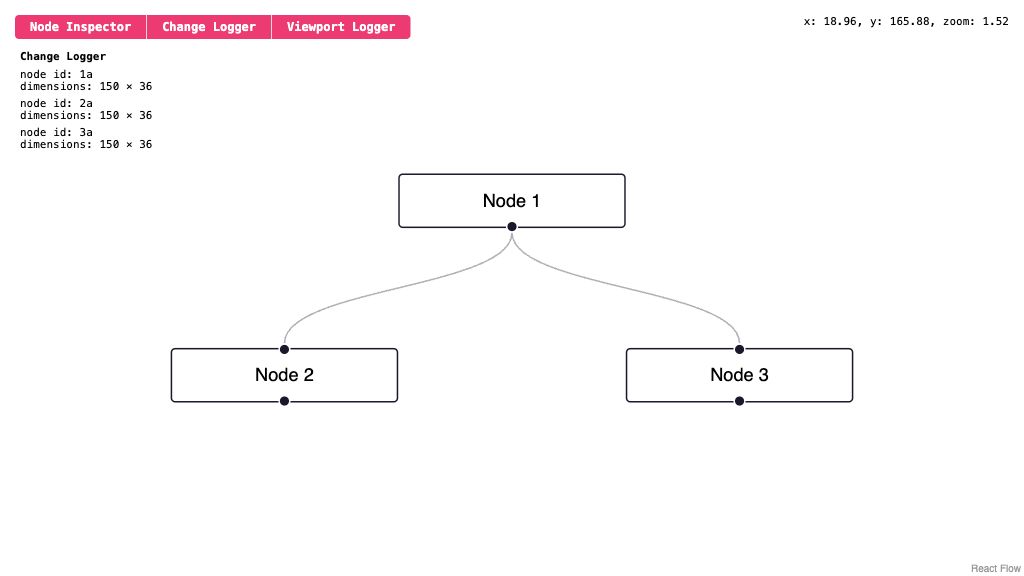 Node Inspector
Change Logger
Viewport Logger
x: 18.96, y: 165.88, zoom: 1.52
Change Logger
node id: 1a
dimensions: 150 × 36
node id: 2a
dimensions: 150 × 36
node id: 3a
dimensions: 150 × 36
Node 1
Node 2
Node 3
React Flow